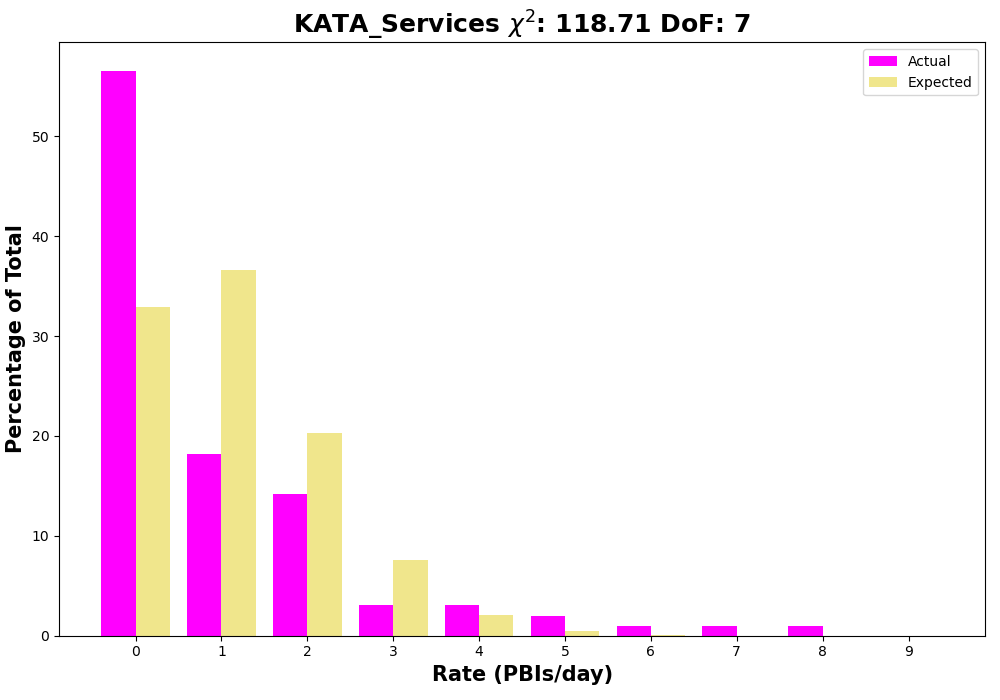 KATA_Services χ²: 118.71 DoF: 7
Actual
Expected
Percentage of Total
50
40
30
20
10
0
0 1 2 3 4 5 6 7 8 9
Rate (PBIs/day)